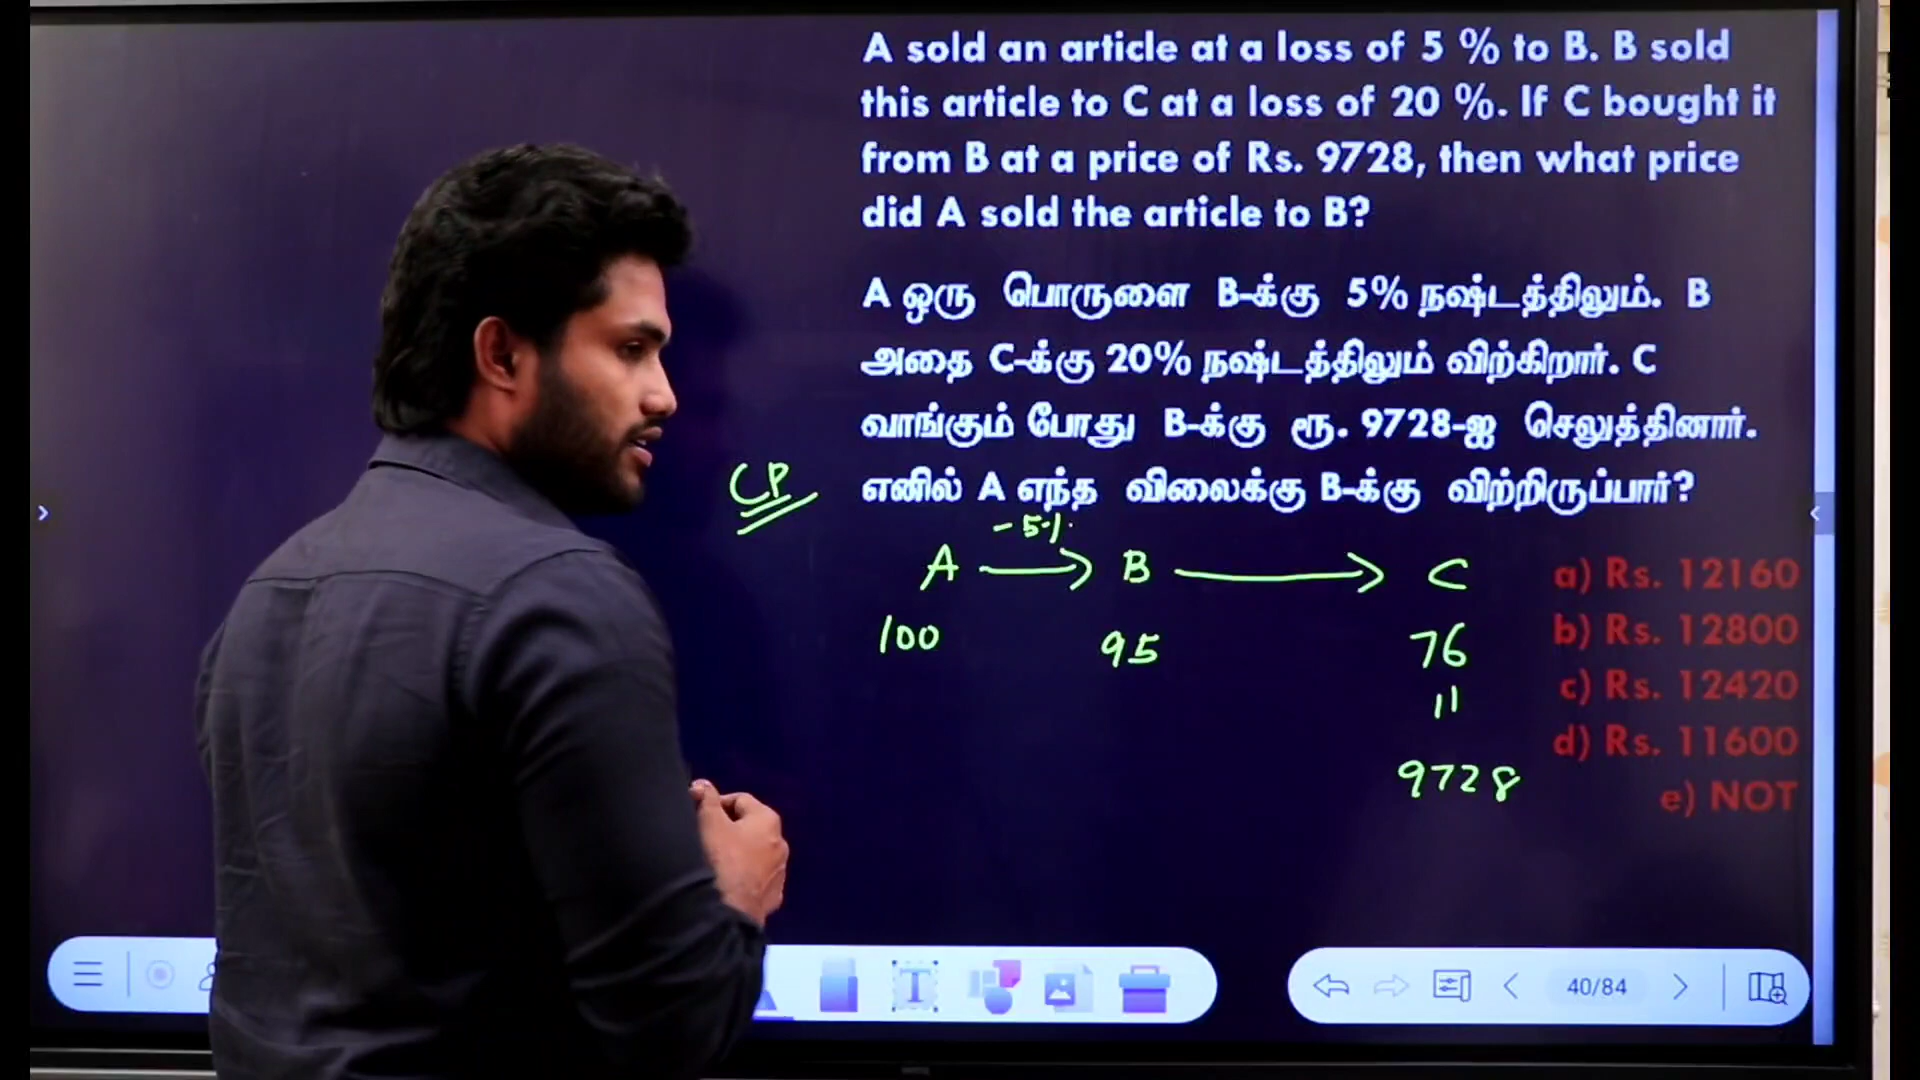 A sold an article at a loss of 5 % to B. B sold
this article to C at a loss of 20 %. If C bought it
from B at a price of Rs. 9728, then what price
did A sold the article to B?
A ஒரு பொருளை B-க்கு 5% நஷ்டத்திலும். B
அதை C-க்கு 20% நஷ்டத்திலும் விற்கிறார். C
வாங்கும் போது B-க்கு ரூ. 9728-ஐ செலுத்தினார்.
எனில் A எந்த விலைக்கு B-க்கு விற்றிருப்பார்?
CP
-5%
A → B → C
100 95 76
11
9728
a) Rs. 12160
b) Rs. 12800
c) Rs. 12420
d) Rs. 11600
e) NOT
T
40/84